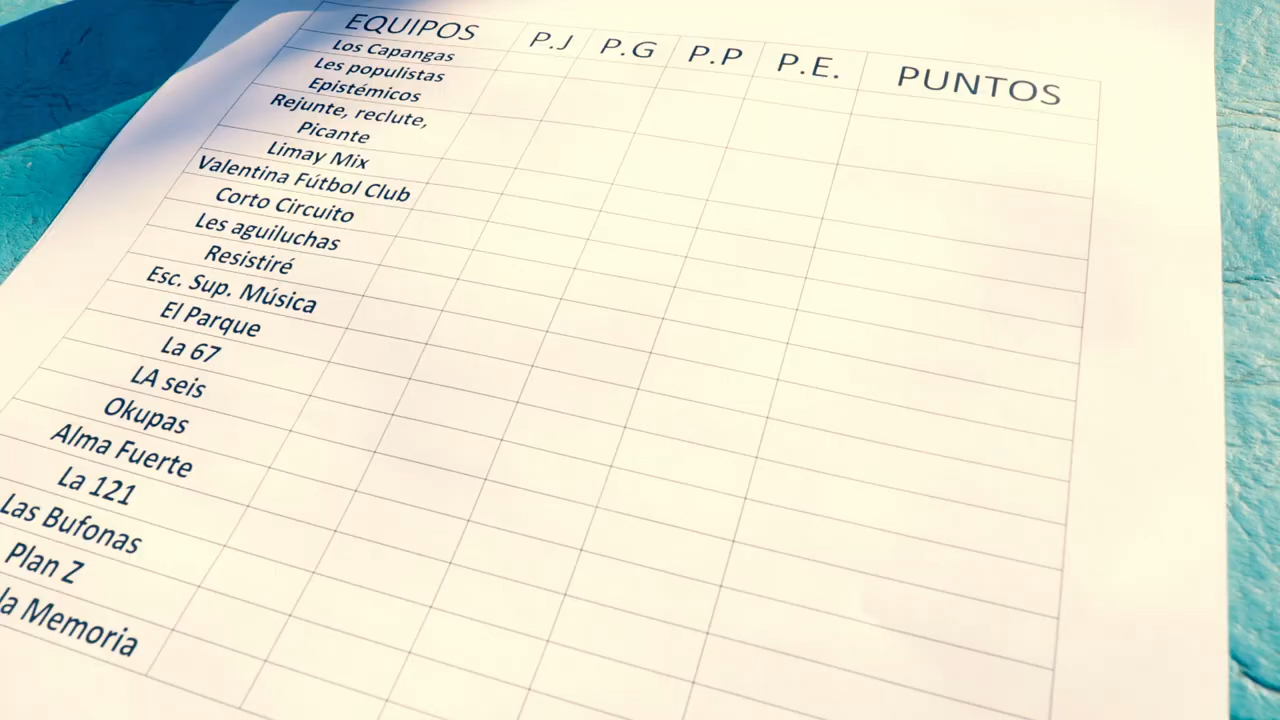 EQUIPOS P.J P.G P.P P.E. PUNTOS
Los Capangas
Les populistas
Epistémicos
Rejunte, reclute,
Picante
Limay Mix
Valentina Fútbol Club
Corto Circuito
Les aguiluchas
Resistiré
Esc. Sup. Música
El Parque
La 67
LA seis
Okupas
Alma Fuerte
La 121
Las Bufonas
Plan Z
la Memoria